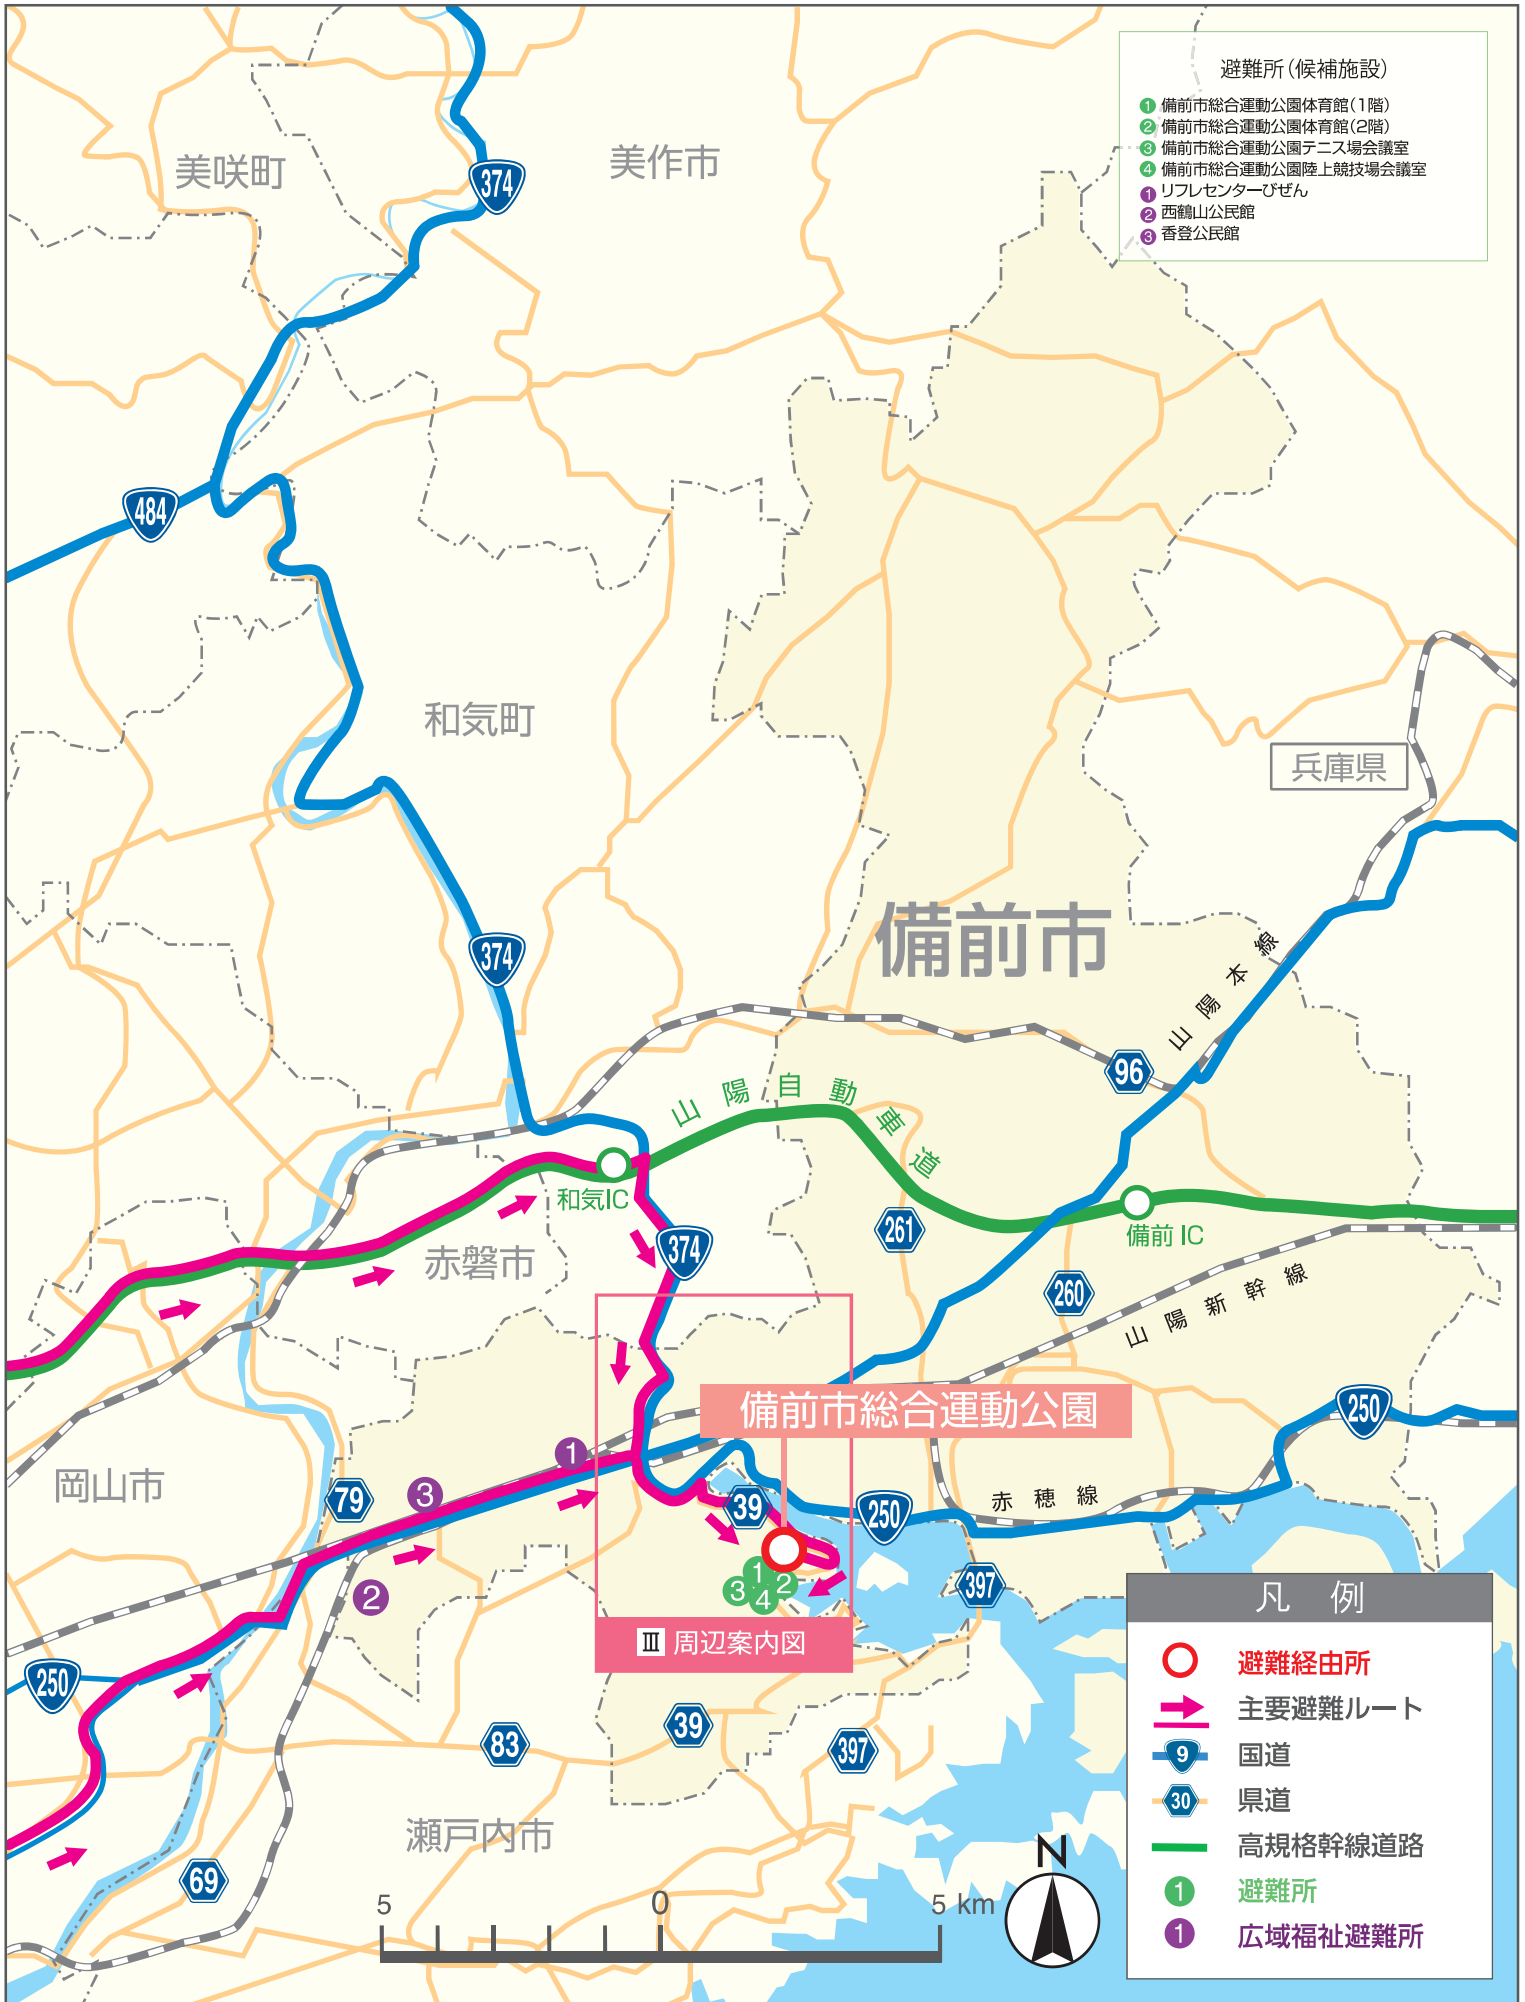 避難所(候補施設)
1 備前市総合運動公園体育館(1階)
2 備前市総合運動公園体育館(2階)
3 備前市総合運動公園テニス場会議室
4 備前市総合運動公園陸上競技場会議室
1 リフレセンターびぜん
2 西鶴山公民館
3 香登公民館
美咲町
美作市
374
484
和気町
兵庫県
備前市
374
山陽本線
96
山陽自動車道
和気IC
備前 IC
261
374
赤磐市
260
山陽新幹線
備前市総合運動公園
250
岡山市
79
3
1
39
250
赤穂線
2
1
2
3
4
397
Ⅲ 周辺案内図
250
83
39
397
瀬戸内市
69
5 0 5 km
N
凡 例
避難経由所
主要避難ルート
9 国道
30 県道
高規格幹線道路
1 避難所
1 広域福祉避難所